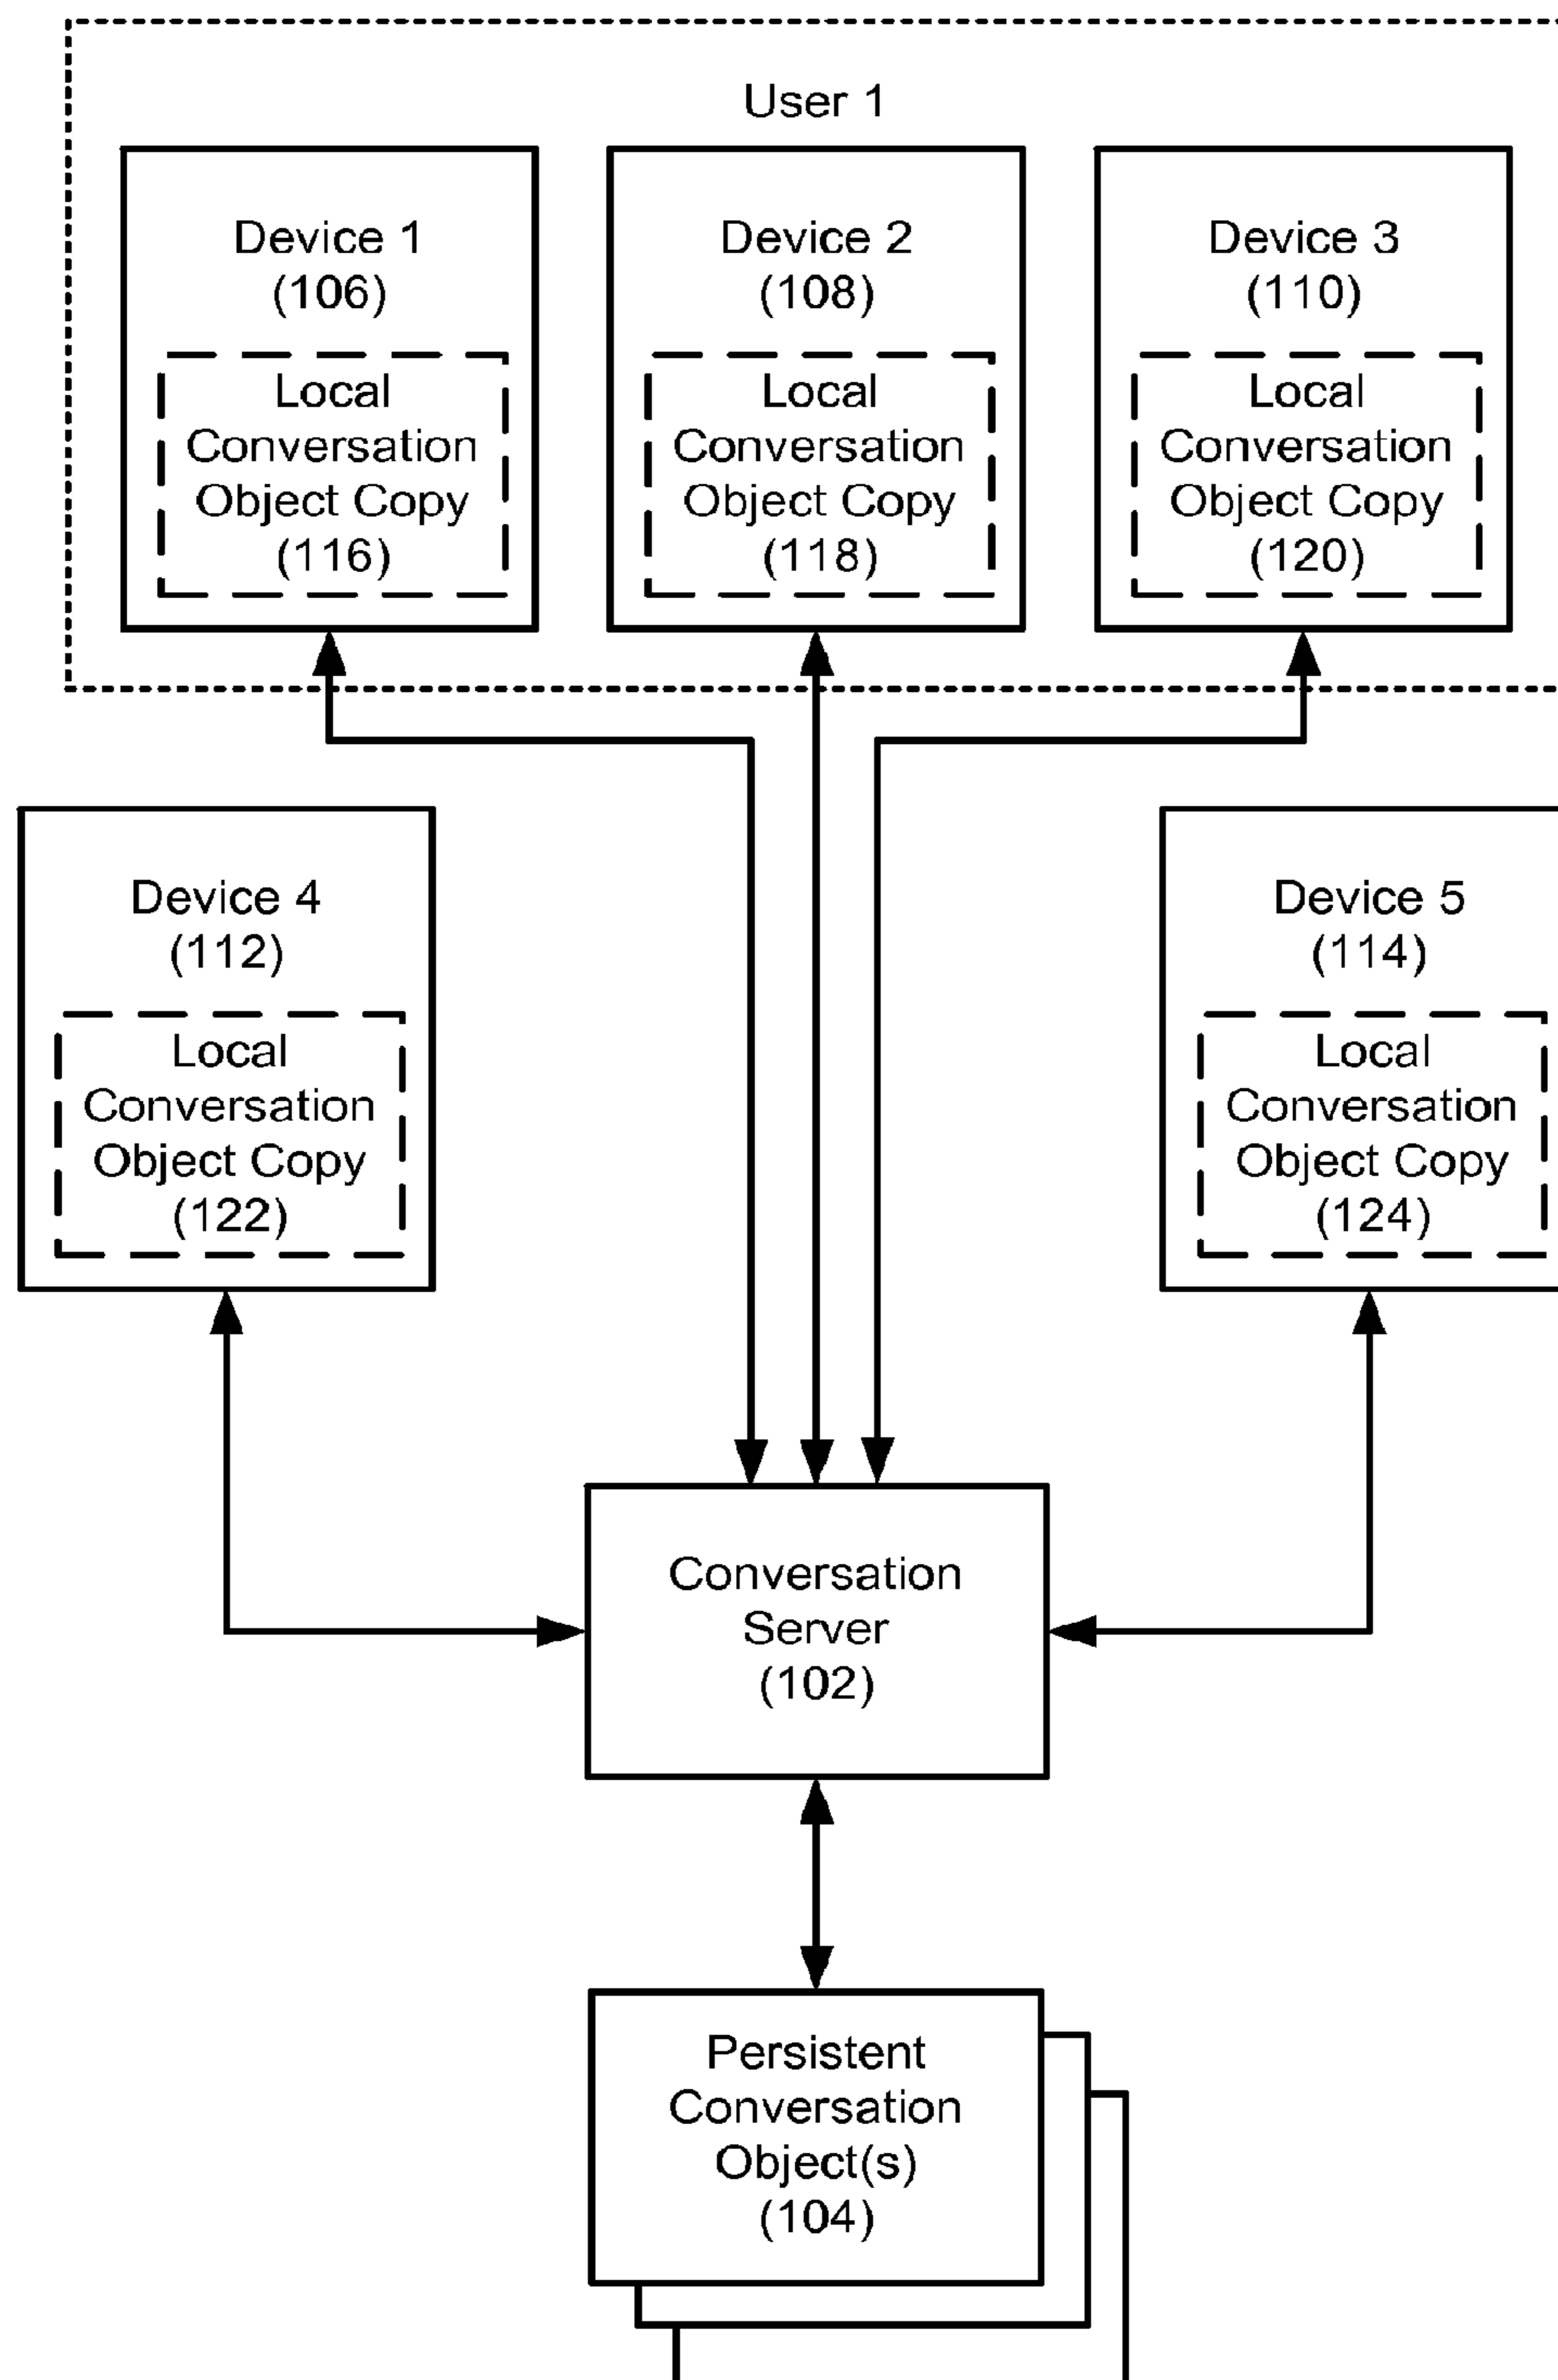 User 1
Device 1
(106)
Local
Conversation
Object Copy
(116)
Device 2
(108)
Local
Conversation
Object Copy
(118)
Device 3
(110)
Local
Conversation
Object Copy
(120)
Device 4
(112)
Local
Conversation
Object Copy
(122)
Device 5
(114)
Local
Conversation
Object Copy
(124)
Conversation
Server
(102)
Persistent
Conversation
Object(s)
(104)